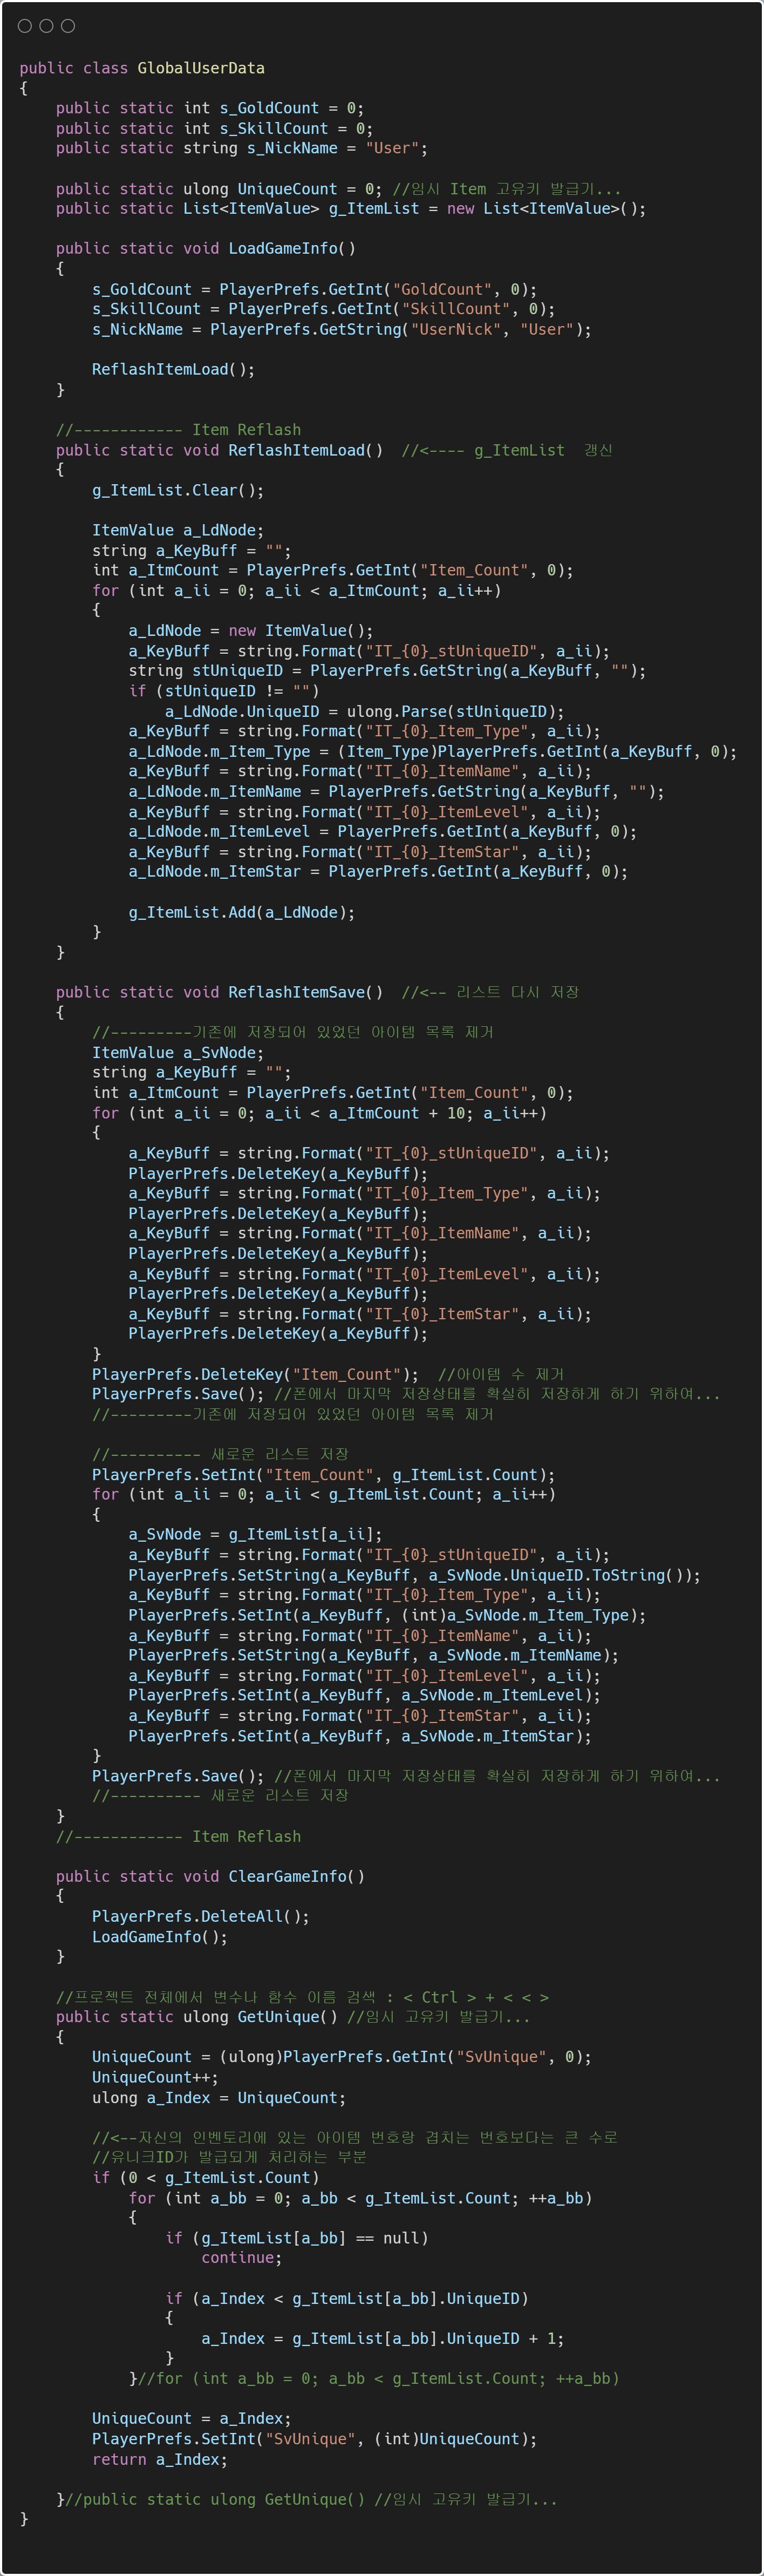 public class GlobalUserData
{
    public static int s_GoldCount = 0;
    public static int s_SkillCount = 0;
    public static string s_NickName = "User";

    public static ulong UniqueCount = 0; //임시 Item 고유키 발급기...
    public static List<ItemValue> g_ItemList = new List<ItemValue>();

    public static void LoadGameInfo()
    {
        s_GoldCount = PlayerPrefs.GetInt("GoldCount", 0);
        s_SkillCount = PlayerPrefs.GetInt("SkillCount", 0);
        s_NickName = PlayerPrefs.GetString("UserNick", "User");

        ReflashItemLoad();
    }

    //------------ Item Reflash
    public static void ReflashItemLoad()  //<---- g_ItemList  갱신
    {
        g_ItemList.Clear();

        ItemValue a_LdNode;
        string a_KeyBuff = "";
        int a_ItmCount = PlayerPrefs.GetInt("Item_Count", 0);
        for (int a_ii = 0; a_ii < a_ItmCount; a_ii++)
        {
            a_LdNode = new ItemValue();
            a_KeyBuff = string.Format("IT_{0}_stUniqueID", a_ii);
            string stUniqueID = PlayerPrefs.GetString(a_KeyBuff, "");
            if (stUniqueID != "")
                a_LdNode.UniqueID = ulong.Parse(stUniqueID);
            a_KeyBuff = string.Format("IT_{0}_Item_Type", a_ii);
            a_LdNode.m_Item_Type = (Item_Type)PlayerPrefs.GetInt(a_KeyBuff, 0);
            a_KeyBuff = string.Format("IT_{0}_ItemName", a_ii);
            a_LdNode.m_ItemName = PlayerPrefs.GetString(a_KeyBuff, "");
            a_KeyBuff = string.Format("IT_{0}_ItemLevel", a_ii);
            a_LdNode.m_ItemLevel = PlayerPrefs.GetInt(a_KeyBuff, 0);
            a_KeyBuff = string.Format("IT_{0}_ItemStar", a_ii);
            a_LdNode.m_ItemStar = PlayerPrefs.GetInt(a_KeyBuff, 0);

            g_ItemList.Add(a_LdNode);
        }
    }

    public static void ReflashItemSave()  //<-- 리스트 다시 저장
    {
        //---------기존에 저장되어 있었던 아이템 목록 제거
        ItemValue a_SvNode;
        string a_KeyBuff = "";
        int a_ItmCount = PlayerPrefs.GetInt("Item_Count", 0);
        for (int a_ii = 0; a_ii < a_ItmCount + 10; a_ii++)
        {
            a_KeyBuff = string.Format("IT_{0}_stUniqueID", a_ii);
            PlayerPrefs.DeleteKey(a_KeyBuff);
            a_KeyBuff = string.Format("IT_{0}_Item_Type", a_ii);
            PlayerPrefs.DeleteKey(a_KeyBuff);
            a_KeyBuff = string.Format("IT_{0}_ItemName", a_ii);
            PlayerPrefs.DeleteKey(a_KeyBuff);
            a_KeyBuff = string.Format("IT_{0}_ItemLevel", a_ii);
            PlayerPrefs.DeleteKey(a_KeyBuff);
            a_KeyBuff = string.Format("IT_{0}_ItemStar", a_ii);
            PlayerPrefs.DeleteKey(a_KeyBuff);
        }
        PlayerPrefs.DeleteKey("Item_Count");  //아이템 수 제거
        PlayerPrefs.Save(); //폰에서 마지막 저장상태를 확실히 저장하게 하기 위하여...
        //---------기존에 저장되어 있었던 아이템 목록 제거

        //---------- 새로운 리스트 저장
        PlayerPrefs.SetInt("Item_Count", g_ItemList.Count);
        for (int a_ii = 0; a_ii < g_ItemList.Count; a_ii++)
        {
            a_SvNode = g_ItemList[a_ii];
            a_KeyBuff = string.Format("IT_{0}_stUniqueID", a_ii);
            PlayerPrefs.SetString(a_KeyBuff, a_SvNode.UniqueID.ToString());
            a_KeyBuff = string.Format("IT_{0}_Item_Type", a_ii);
            PlayerPrefs.SetInt(a_KeyBuff, (int)a_SvNode.m_Item_Type);
            a_KeyBuff = string.Format("IT_{0}_ItemName", a_ii);
            PlayerPrefs.SetString(a_KeyBuff, a_SvNode.m_ItemName);
            a_KeyBuff = string.Format("IT_{0}_ItemLevel", a_ii);
            PlayerPrefs.SetInt(a_KeyBuff, a_SvNode.m_ItemLevel);
            a_KeyBuff = string.Format("IT_{0}_ItemStar", a_ii);
            PlayerPrefs.SetInt(a_KeyBuff, a_SvNode.m_ItemStar);
        }
        PlayerPrefs.Save(); //폰에서 마지막 저장상태를 확실히 저장하게 하기 위하여...
        //---------- 새로운 리스트 저장
    }
    //------------ Item Reflash

    public static void ClearGameInfo()
    {
        PlayerPrefs.DeleteAll();
        LoadGameInfo();
    }

    //프로젝트 전체에서 변수나 함수 이름 검색 : < Ctrl > + < < >
    public static ulong GetUnique() //임시 고유키 발급기...
    {
        UniqueCount = (ulong)PlayerPrefs.GetInt("SvUnique", 0);
        UniqueCount++;
        ulong a_Index = UniqueCount;

        //<--자신의 인벤토리에 있는 아이템 번호랑 겹치는 번호보다는 큰 수로
        //유니크ID가 발급되게 처리하는 부분
        if (0 < g_ItemList.Count)
            for (int a_bb = 0; a_bb < g_ItemList.Count; ++a_bb)
            {
                if (g_ItemList[a_bb] == null)
                    continue;

                if (a_Index < g_ItemList[a_bb].UniqueID)
                {
                    a_Index = g_ItemList[a_bb].UniqueID + 1;
                }
            }//for (int a_bb = 0; a_bb < g_ItemList.Count; ++a_bb)

        UniqueCount = a_Index;
        PlayerPrefs.SetInt("SvUnique", (int)UniqueCount);
        return a_Index;

    }//public static ulong GetUnique() //임시 고유키 발급기...
}